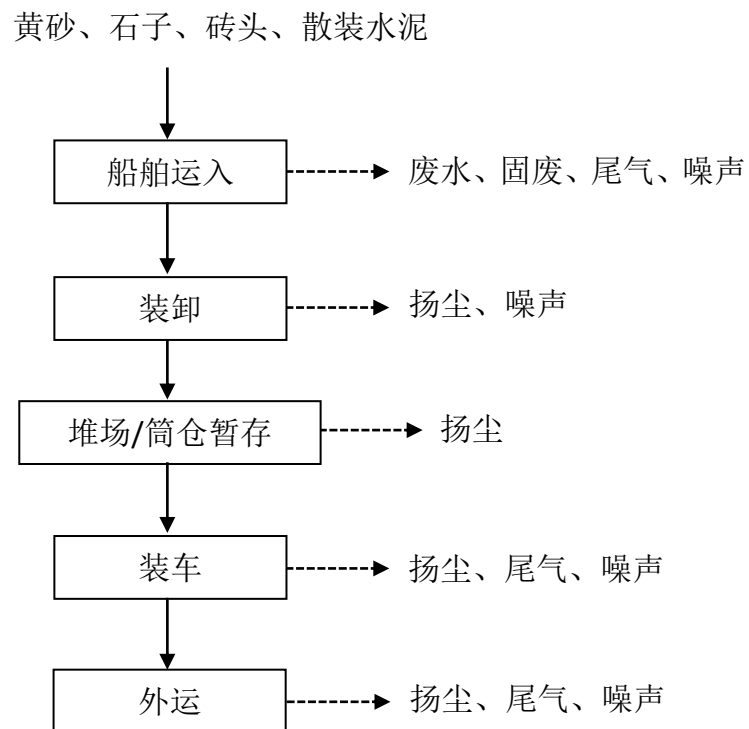 黄砂、石子、砖头、散装水泥
船舶运入
废水、固废、尾气、噪声
装卸
扬尘、噪声
堆场/筒仓暂存
扬尘
装车
扬尘、尾气、噪声
外运
扬尘、尾气、噪声